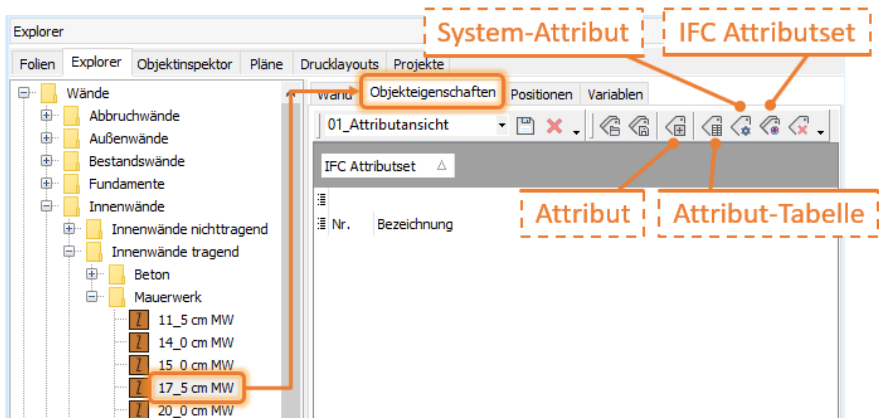 Explorer
System-Attribut
IFC Attributset
Folien Explorer Objektinspektor Pläne Drucklayouts Projekte
Wände
Abbruchwände
Außenwände
Bestandswände
Fundamente
Innenwände
Innenwände nichttragend
Innenwände tragend
Beton
Mauerwerk
11_5 cm MW
14_0 cm MW
15_0 cm MW
17_5 cm MW
20_0 cm MW
Wand Objekteigenschaften Positionen Variablen
01_Attributansicht
IFC Attributset
Nr. Bezeichnung
Attribut
Attribut-Tabelle